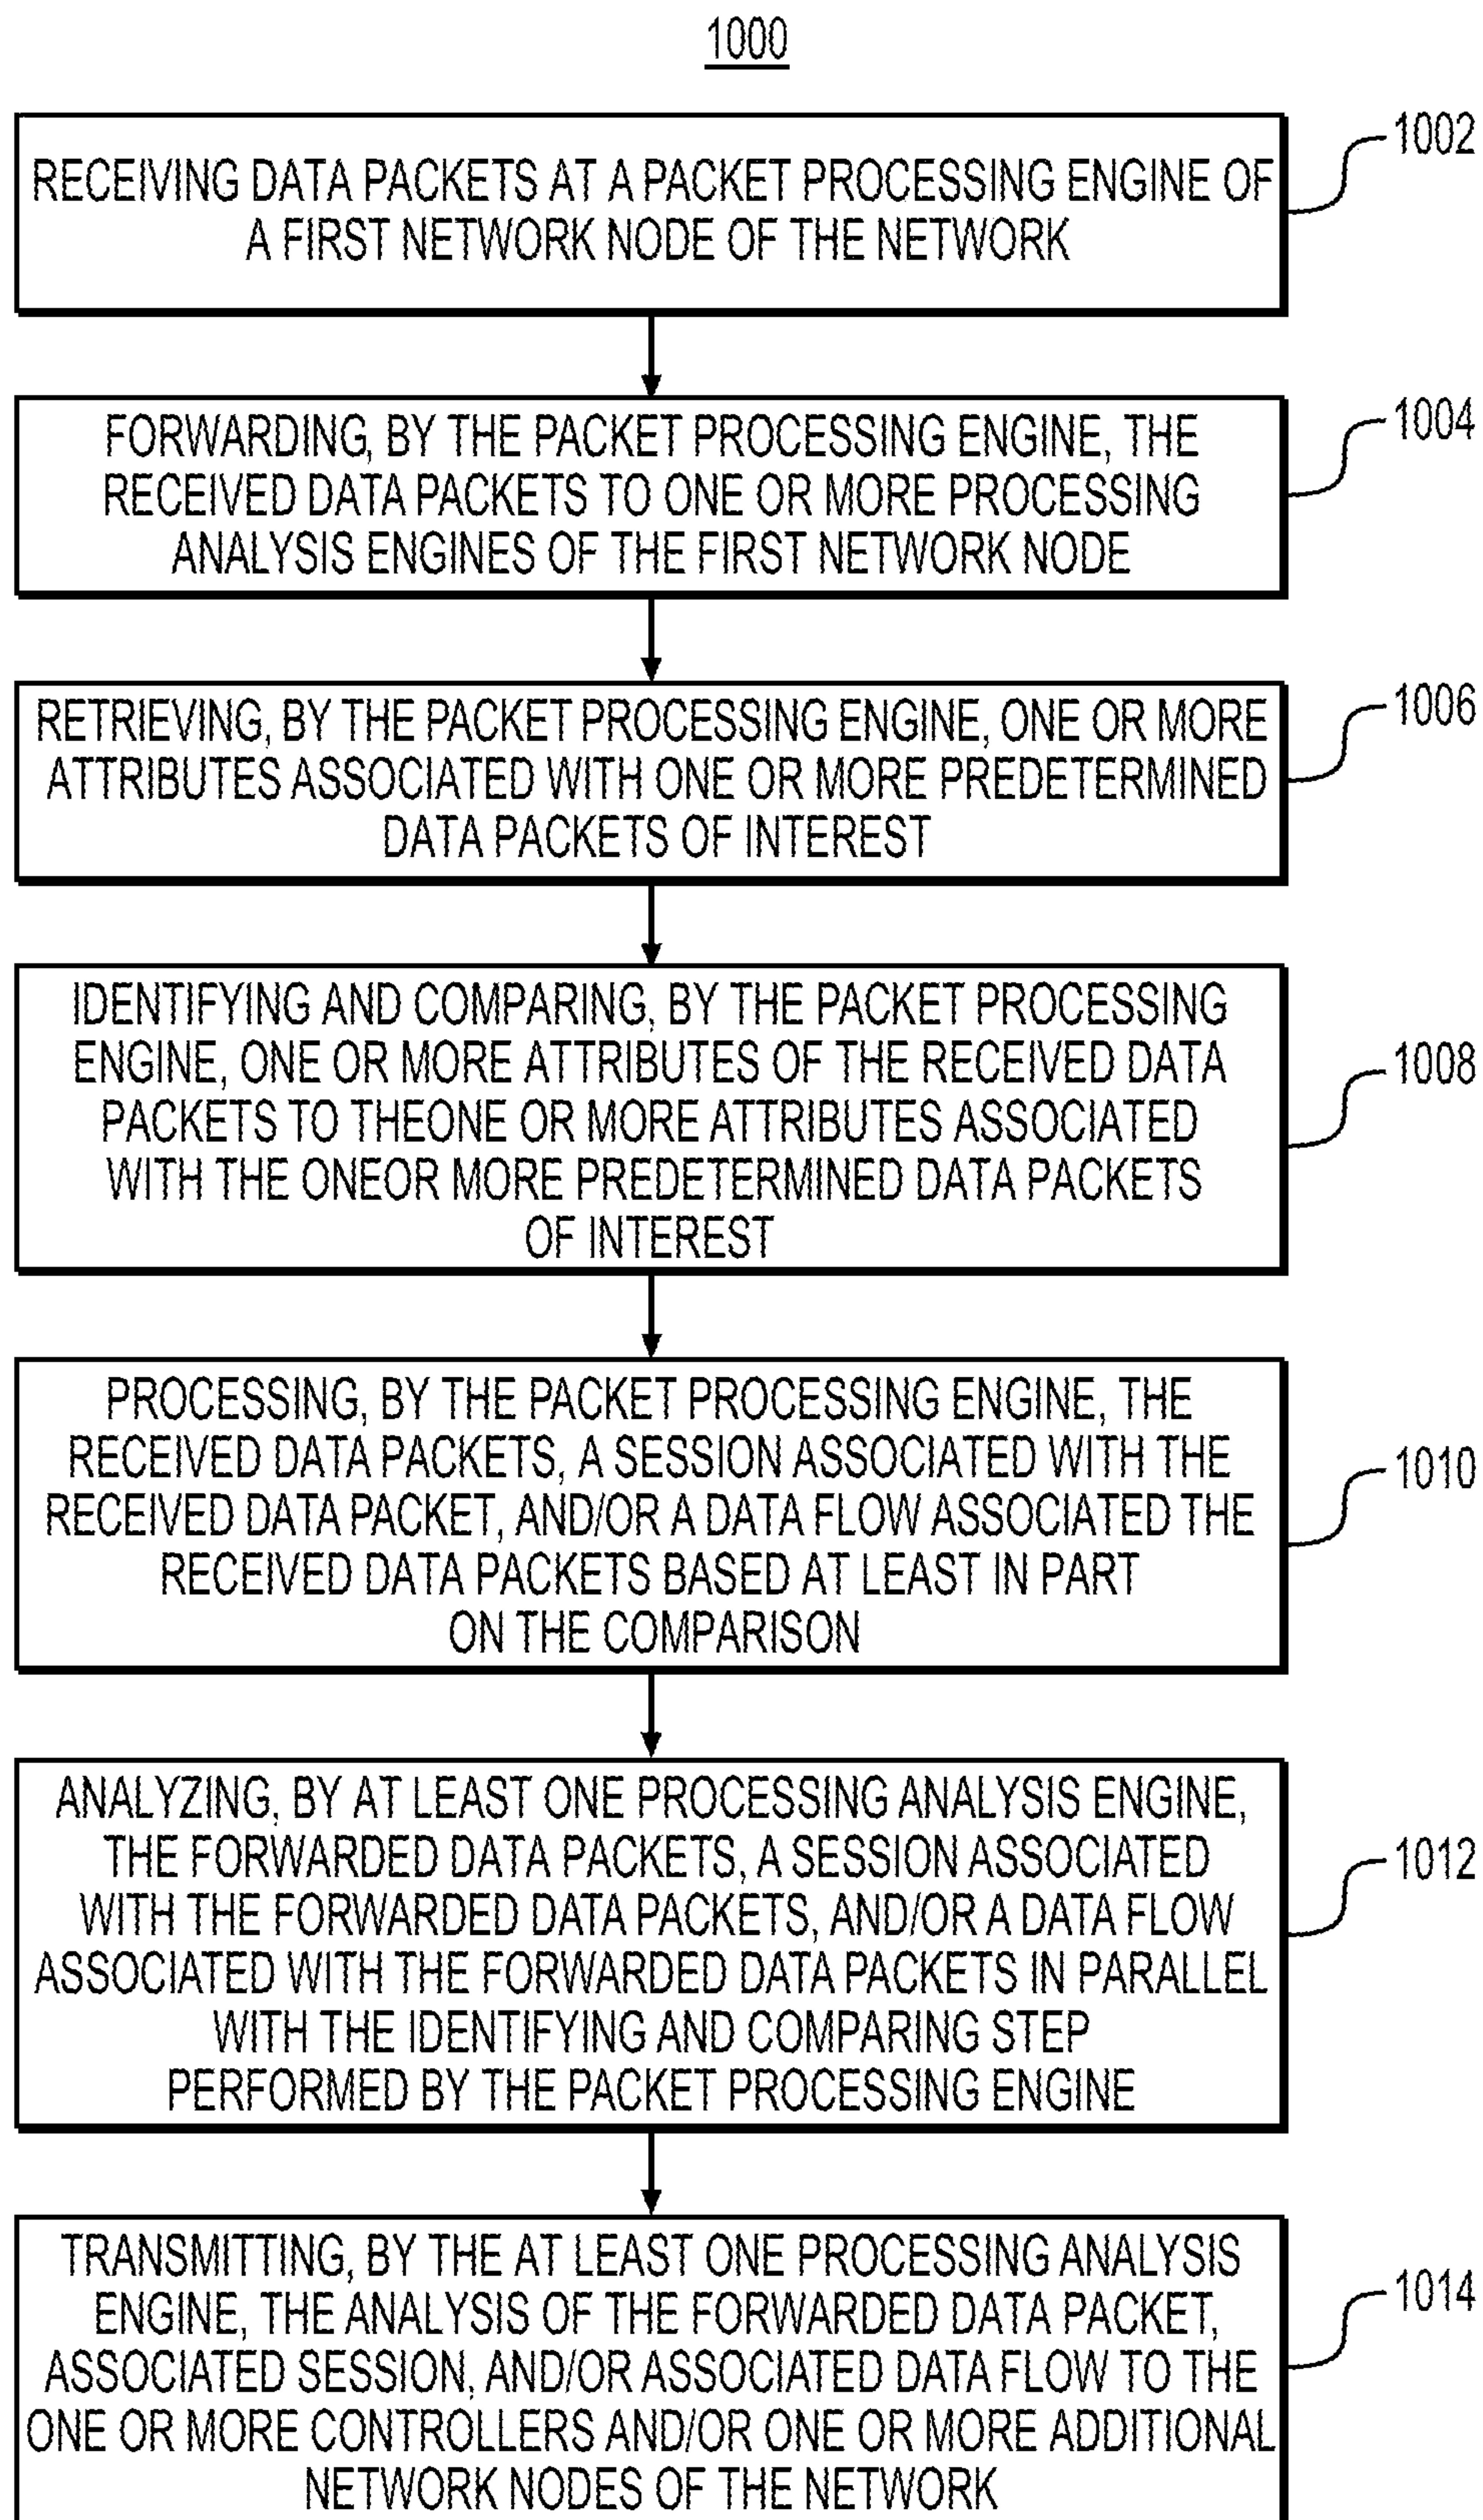 1000
RECEIVING DATA PACKETS AT A PACKET PROCESSING ENGINE OF
A FIRST NETWORK NODE OF THE NETWORK
1002
FORWARDING, BY THE PACKET PROCESSING ENGINE, THE
RECEIVED DATA PACKETS TO ONE OR MORE PROCESSING
ANALYSIS ENGINES OF THE FIRST NETWORK NODE
1004
RETRIEVING, BY THE PACKET PROCESSING ENGINE, ONE OR MORE
ATTRIBUTES ASSOCIATED WITH ONE OR MORE PREDETERMINED
DATA PACKETS OF INTEREST
1006
IDENTIFYING AND COMPARING, BY THE PACKET PROCESSING
ENGINE, ONE OR MORE ATTRIBUTES OF THE RECEIVED DATA
PACKETS TO THEONE OR MORE ATTRIBUTES ASSOCIATED
WITH THE ONEOR MORE PREDETERMINED DATA PACKETS
OF INTEREST
1008
PROCESSING, BY THE PACKET PROCESSING ENGINE, THE
RECEIVED DATA PACKETS, A SESSION ASSOCIATED WITH THE
RECEIVED DATA PACKET, AND/OR A DATA FLOW ASSOCIATED THE
RECEIVED DATA PACKETS BASED AT LEAST IN PART
ON THE COMPARISON
1010
ANALYZING, BY AT LEAST ONE PROCESSING ANALYSIS ENGINE,
THE FORWARDED DATA PACKETS, A SESSION ASSOCIATED
WITH THE FORWARDED DATA PACKETS, AND/OR A DATA FLOW
ASSOCIATED WITH THE FORWARDED DATA PACKETS IN PARALLEL
WITH THE IDENTIFYING AND COMPARING STEP
PERFORMED BY THE PACKET PROCESSING ENGINE
1012
TRANSMITTING, BY THE AT LEAST ONE PROCESSING ANALYSIS
ENGINE, THE ANALYSIS OF THE FORWARDED DATA PACKET,
ASSOCIATED SESSION, AND/OR ASSOCIATED DATA FLOW TO THE
ONE OR MORE CONTROLLERS AND/OR ONE OR MORE ADDITIONAL
NETWORK NODES OF THE NETWORK
1014